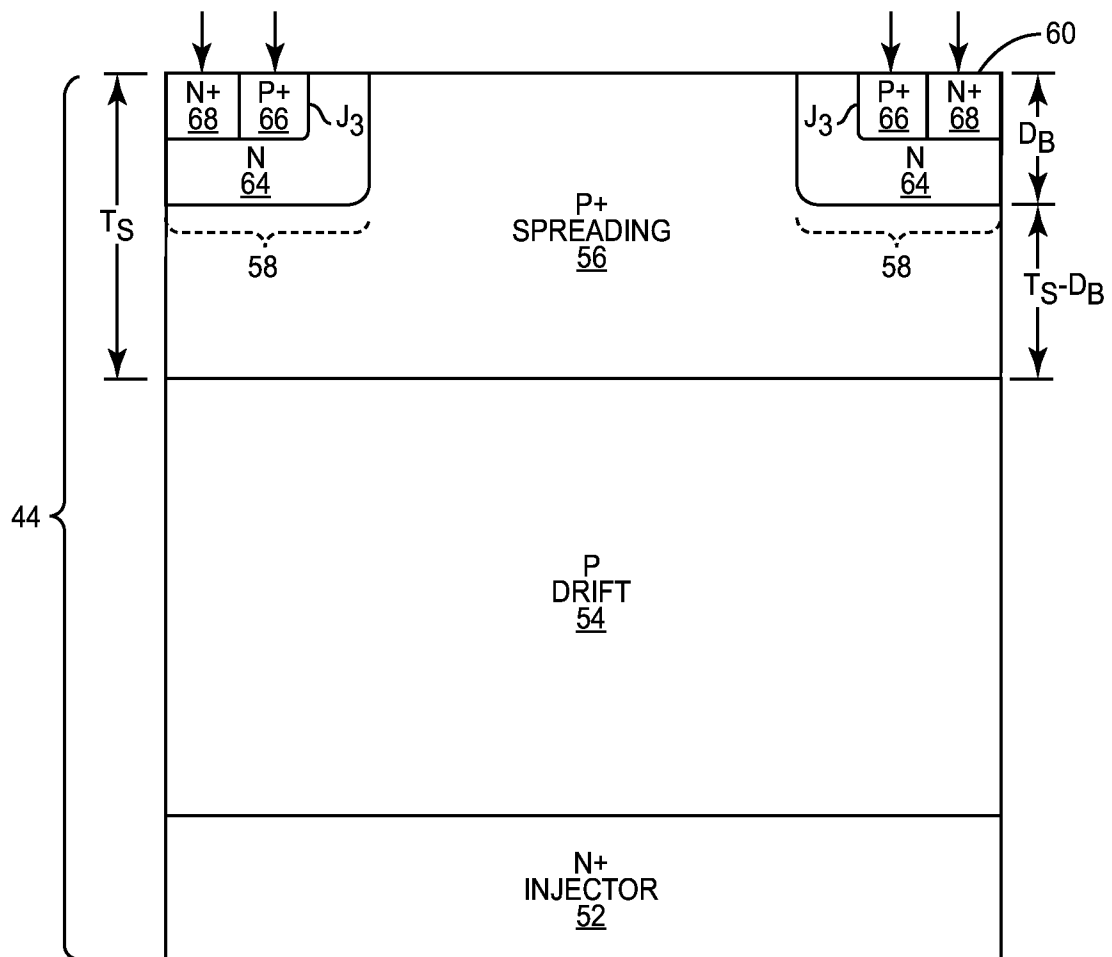 60
N+
68
P+
66
J3
N
64
P+
66
N+
68
J3
N
64
DB
TS
P+
SPREADING
56
58
58
TS-DB
44
P
DRIFT
54
N+
INJECTOR
52